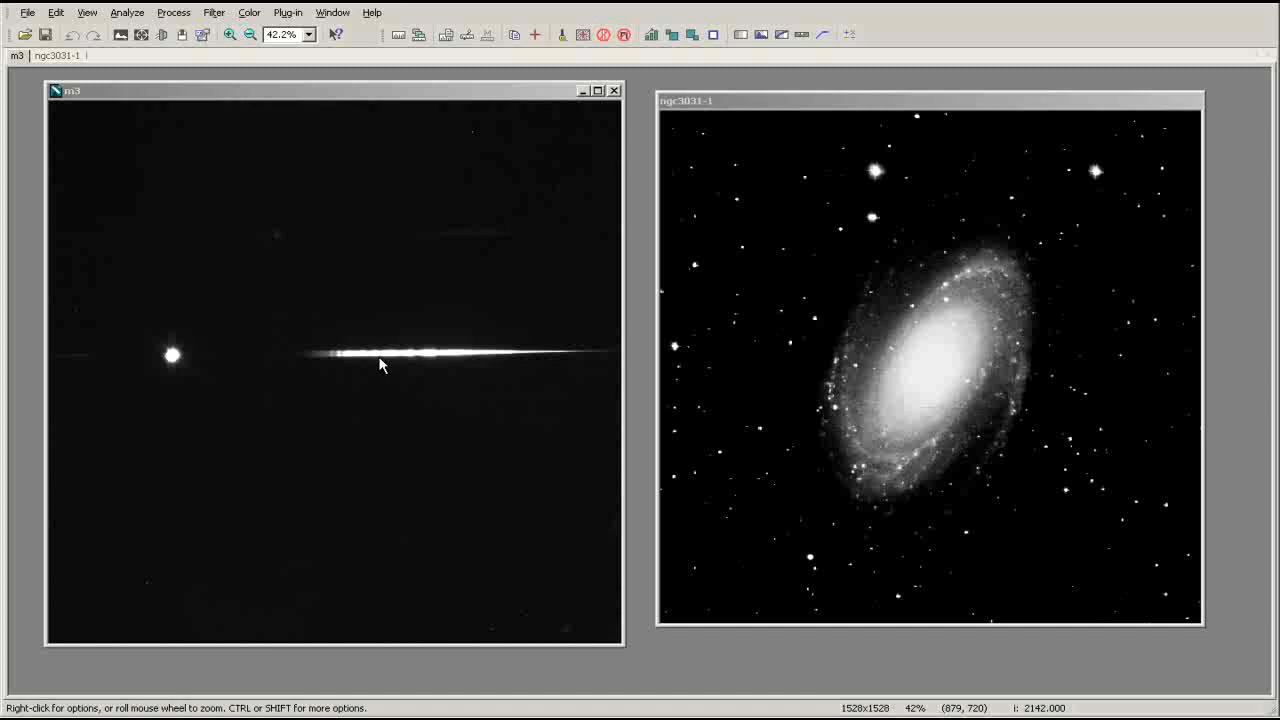 File Edit View Analyze Process Filter Color Plug-in Window Help
42.2%
m3 ngc3031-1
m3
ngc3031-1
Right-click for options, or roll mouse wheel to zoom. CTRL or SHIFT for more options. 1528x1528 42% (879, 720) i: 2142.000